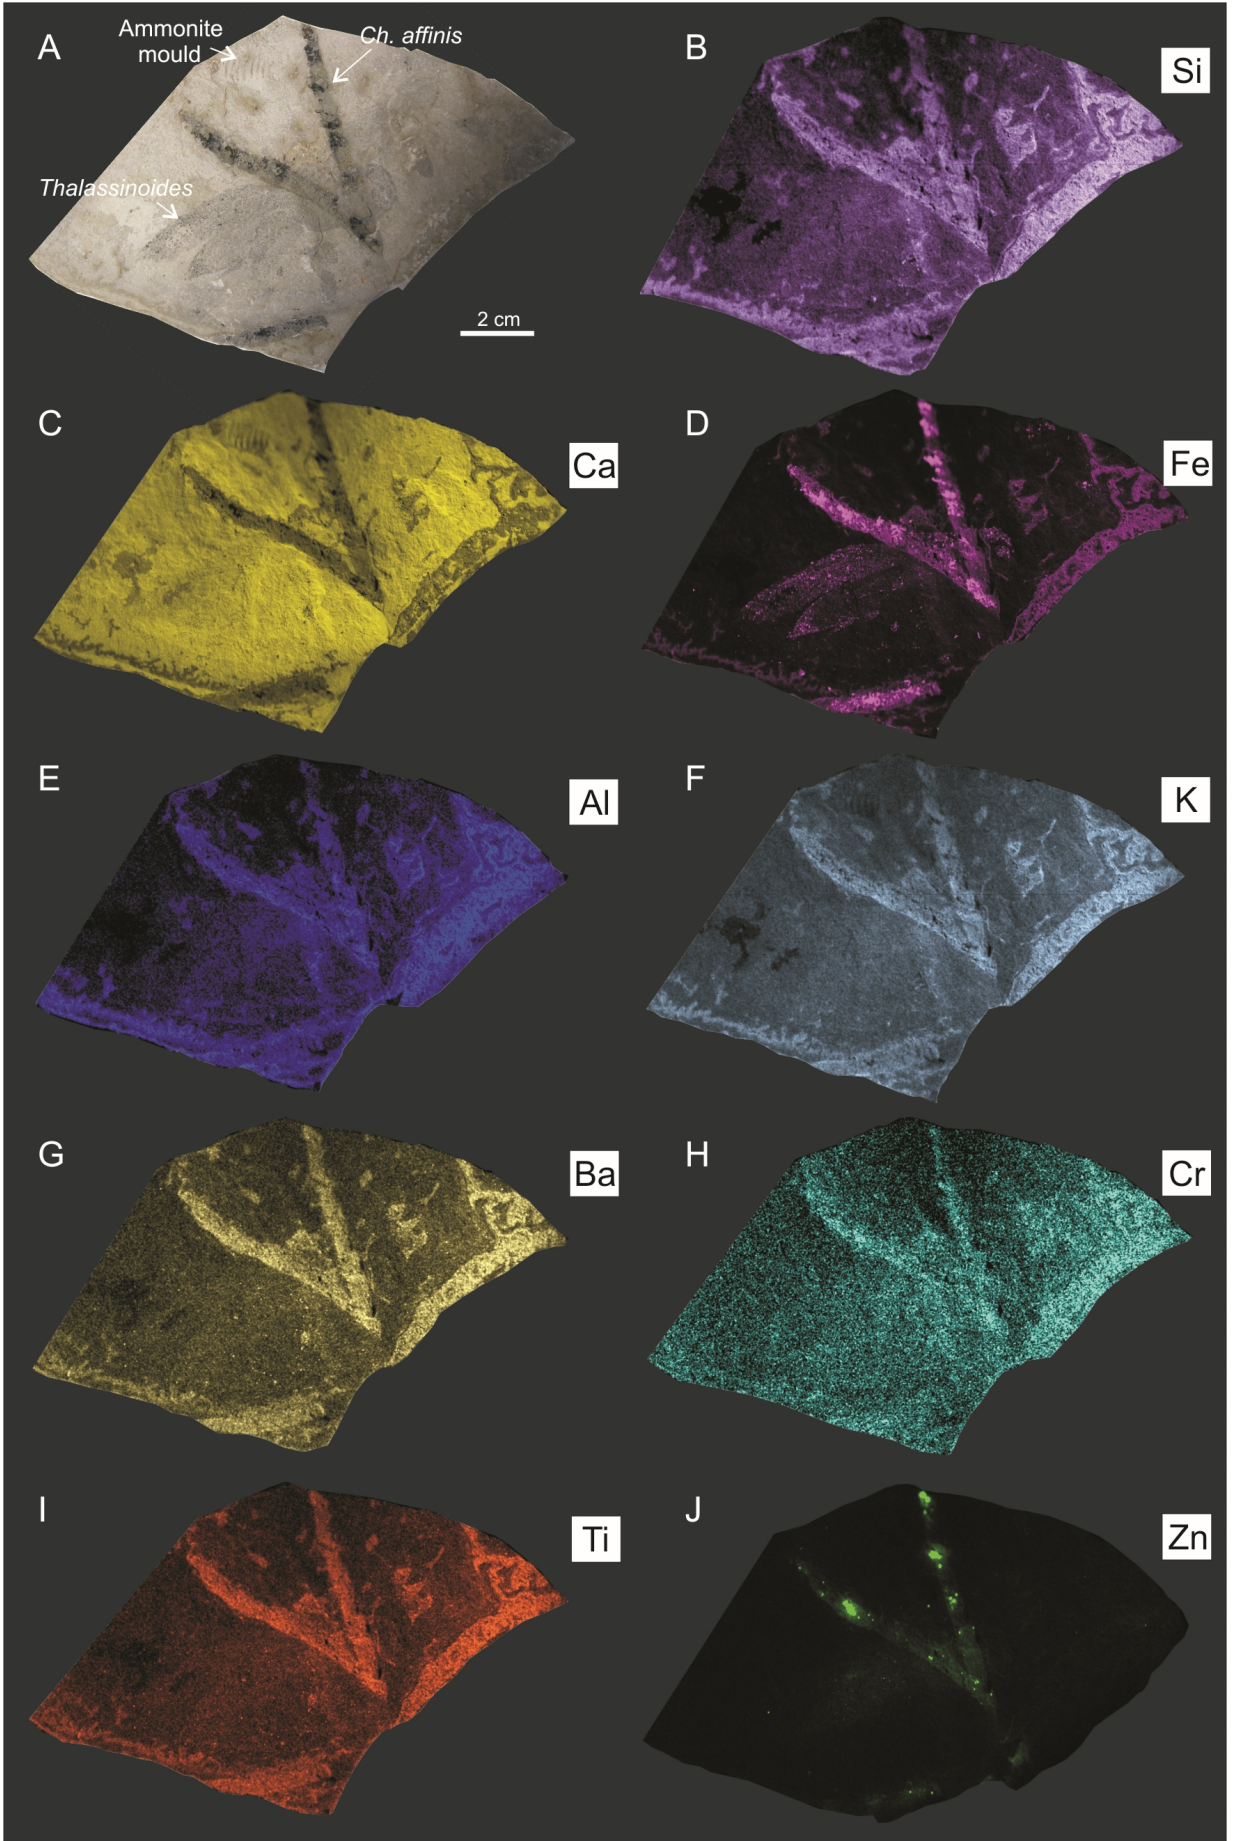 A
Ammonite
mould
Ch. affinis
Thalassinoides
2 cm
B
Si
C
Ca
D
Fe
E
Al
F
K
G
Ba
H
Cr
I
Ti
J
Zn